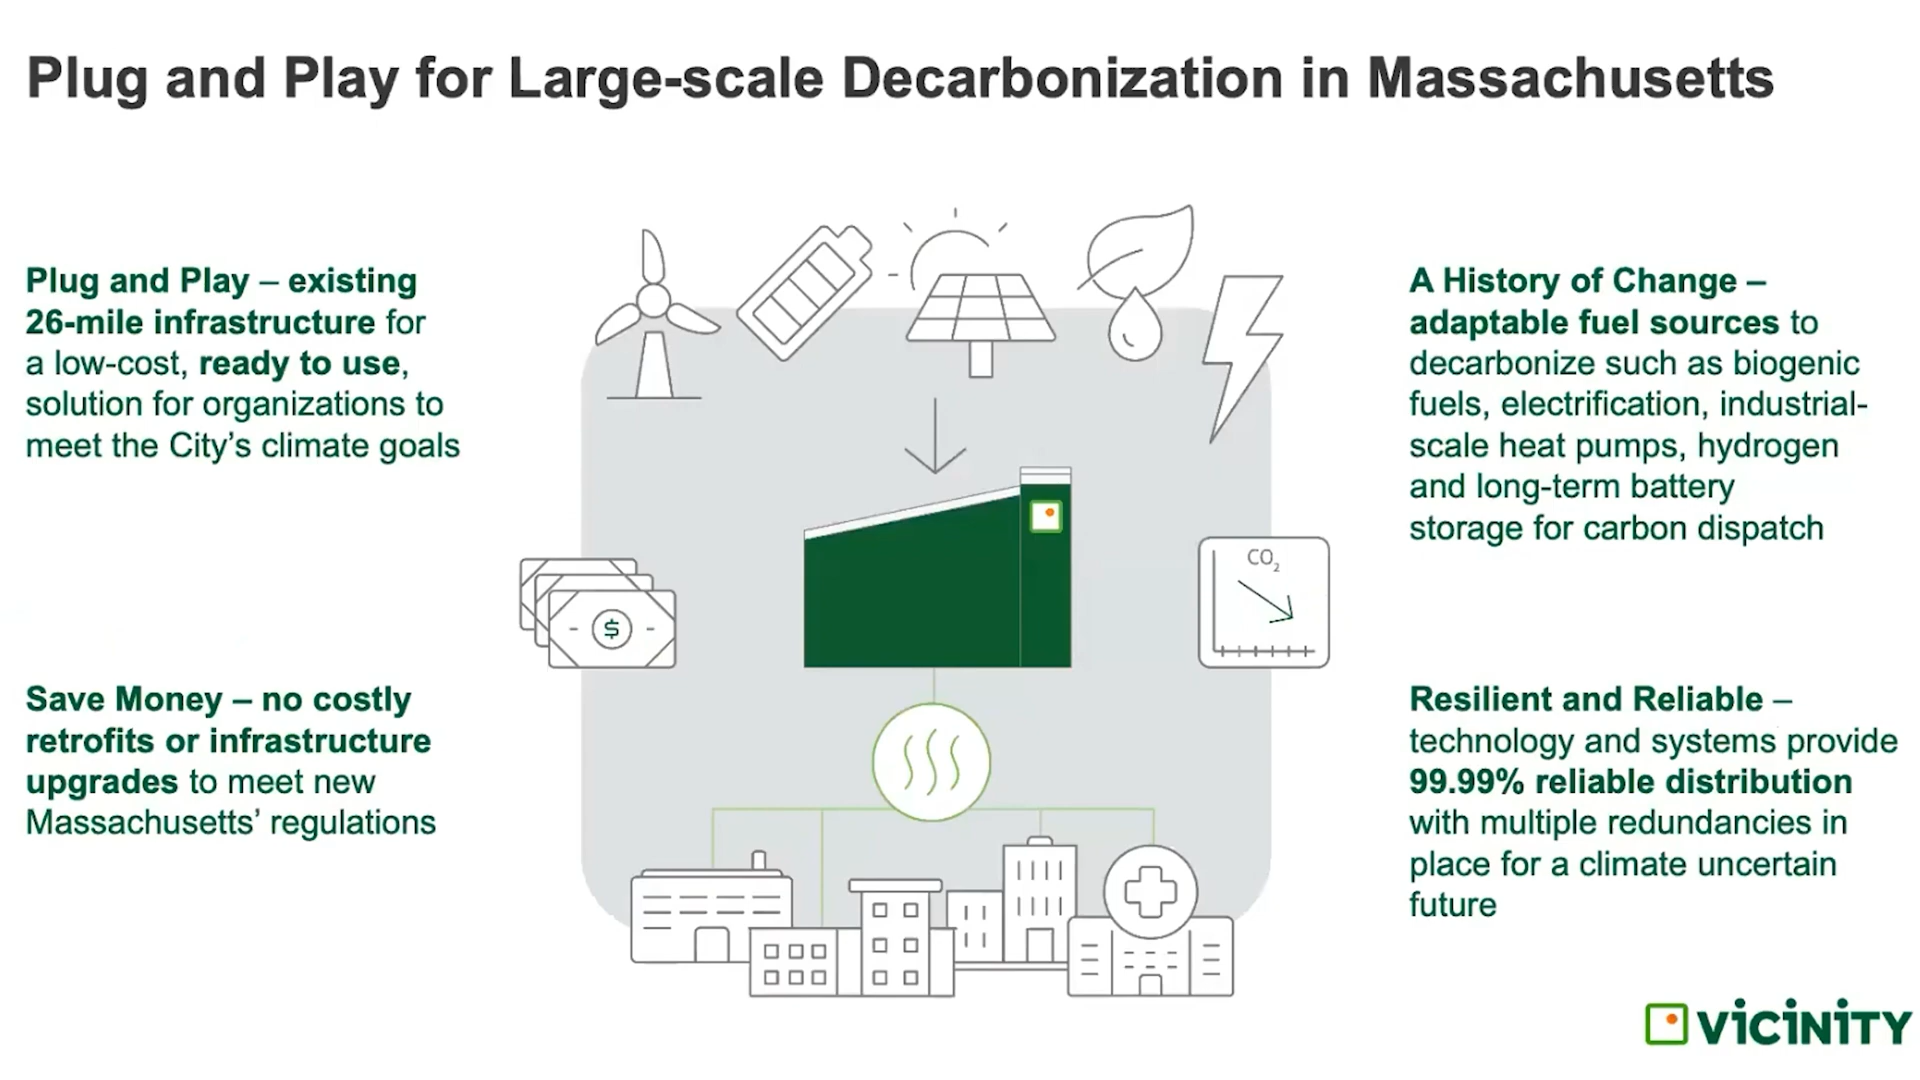 Plug and Play for Large-scale Decarbonization in Massachusetts
Plug and Play – existing
26-mile infrastructure for
a low-cost, ready to use,
solution for organizations to
meet the City’s climate goals
Save Money – no costly
retrofits or infrastructure
upgrades to meet new
Massachusetts’ regulations
$
CO2
A History of Change –
adaptable fuel sources to
decarbonize such as biogenic
fuels, electrification, industrial-
scale heat pumps, hydrogen
and long-term battery
storage for carbon dispatch
Resilient and Reliable –
technology and systems provide
99.99% reliable distribution
with multiple redundancies in
place for a climate uncertain
future
ViCiNiTY